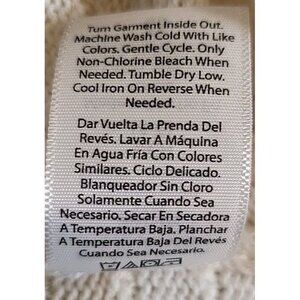 Turn Garment Inside Out.
Machine Wash Cold With Like
Colors. Gentle Cycle. Only
Non-Chlorine Bleach When
Needed. Tumble Dry Low.
Cool Iron On Reverse When
Needed.
Dar Vuelta La Prenda Del
Revés. Lavar A Máquina
En Agua Fría Con Colores
Similares. Ciclo Delicado.
Blanqueador Sin Cloro
Solamente Cuando Sea
Necesario. Secar En Secadora
A Temperatura Baja. Planchar
A Temperatura Baja Del Revés
Cuando Sea Necesario.